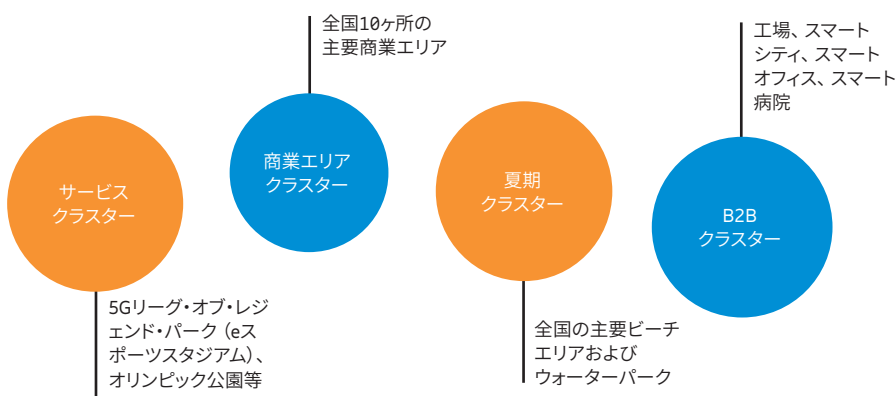 サービス
クラスター
5Gリーグ・オブ・レジ
ェンド・パーク（eス
ポーツスタジアム）、
オリンピック公園等
全国10ヶ所の
主要商業エリア
商業エリア
クラスター
夏期
クラスター
全国の主要ビーチ
エリアおよび
ウォーターパーク
工場、スマート
シティ、スマート
オフィス、スマート
病院
B2B
クラスター